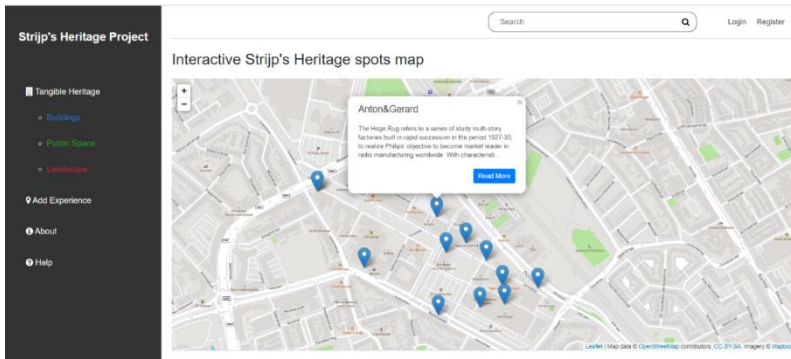 Strijp's Heritage Project
Tangible Heritage
Buildings
Public Space
Landscape
Add Experience
About
Help
Search
Login Register
Interactive Strijp's Heritage spots map
+
−
Anton&Gerard
×
The Hoge Rug refers to a series of study multi-story
factories built in rapid succession in the period 1927-30,
to realize Philips' objective to become market leader in
radio manufacturing worldwide. With characteristi...
Read More
Leaflet | Map data © OpenStreetMap contributors, CC-BY-SA, Imagery © Mapbox